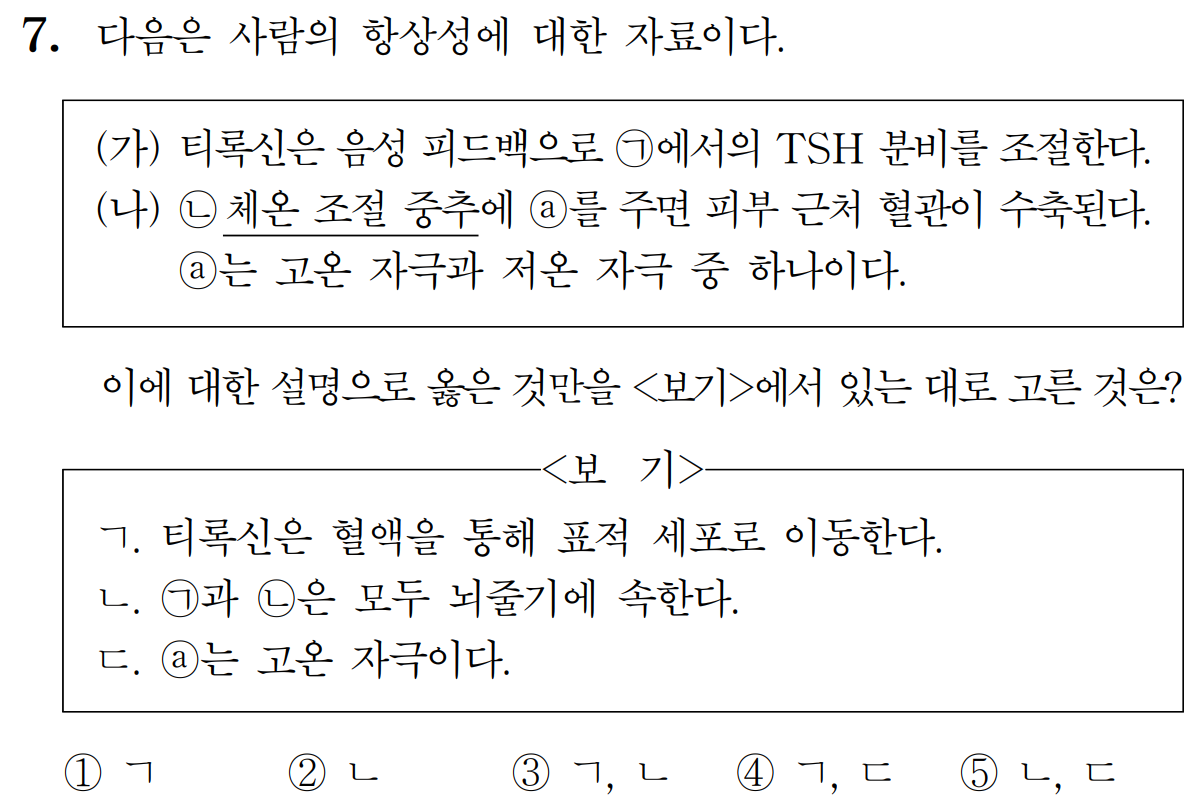 7. 다음은 사람의 항상성에 대한 자료이다.
(가) 티록신은 음성 피드백으로 ㉠에서의 TSH 분비를 조절한다.
(나) ㉡체온 조절 중추에 ⓐ를 주면 피부 근처 혈관이 수축된다.
ⓐ는 고온 자극과 저온 자극 중 하나이다.
이에 대한 설명으로 옳은 것만을 <보기>에서 있는 대로 고른 것은?
<보 기>
ㄱ. 티록신은 혈액을 통해 표적 세포로 이동한다.
ㄴ. ㉠과 ㉡은 모두 뇌줄기에 속한다.
ㄷ. ⓐ는 고온 자극이다.
① ㄱ ② ㄴ ③ ㄱ, ㄴ ④ ㄱ, ㄷ ⑤ ㄴ, ㄷ